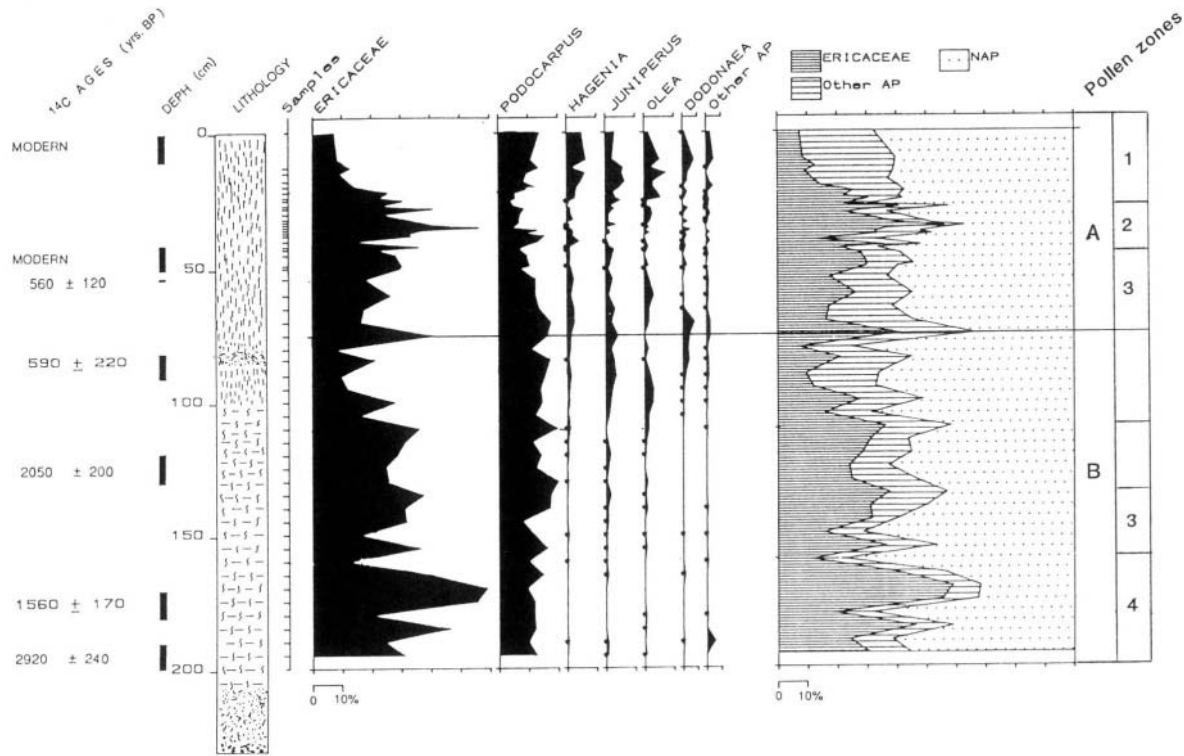 14C AGES (yrs. BP)
DEPH (cm)
LITHOLOGY
Samples
ERICACEAE
PODOCARPUS
HAGENIA
JUNIPERUS
OLEA
DODONAEA
Other AP
ERICACEAE
NAP
Other AP
Pollen zones
MODERN
MODERN
560 ± 120
590 ± 220
2050 ± 200
1560 ± 170
2920 ± 240
0
50
100
150
200
0 10%
0 10%
A
B
1
2
3
3
4